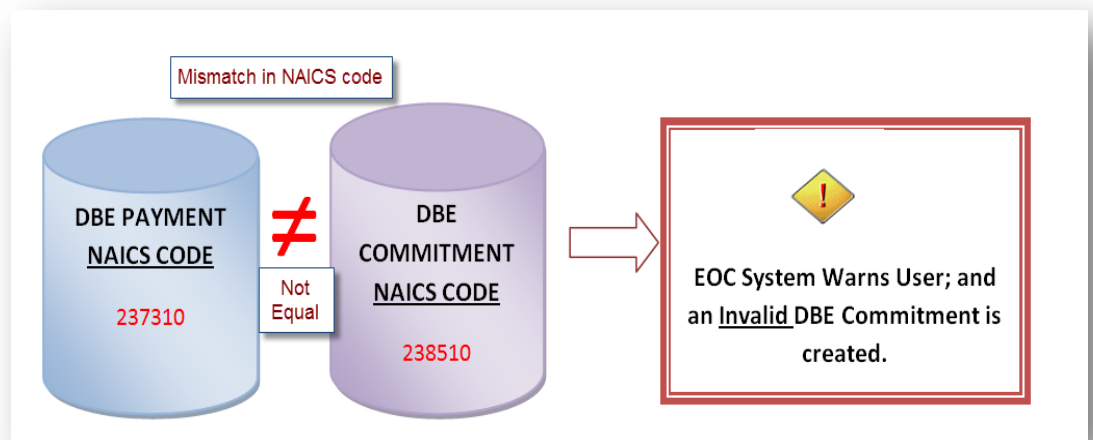 Mismatch in NAICS code
DBE PAYMENT
NAICS CODE
237310
≠
Not
Equal
DBE
COMMITMENT
NAICS CODE
238510
!
EOC System Warns User; and
an Invalid DBE Commitment is
created.